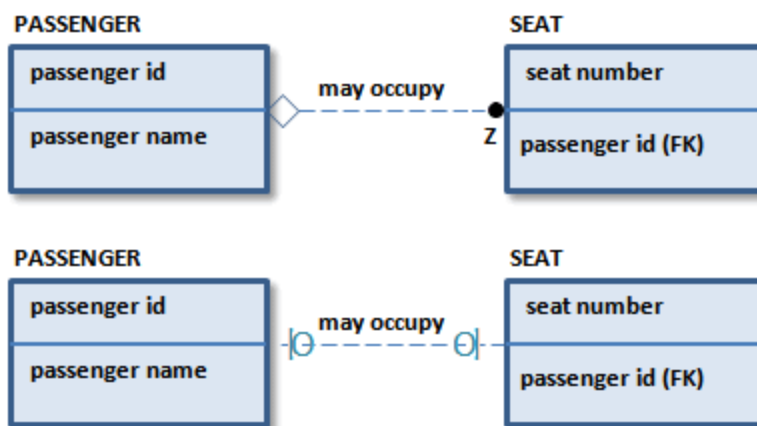 PASSENGER
SEAT
passenger id
may occupy
seat number
passenger name
Z
passenger id (FK)
PASSENGER
SEAT
passenger id
may occupy
seat number
passenger name
passenger id (FK)